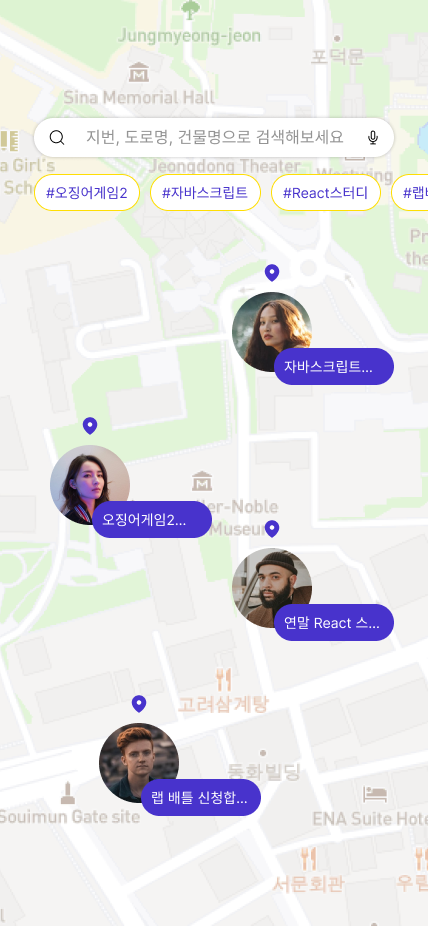 Jungmyeong-jeon
포덕문
Sina Memorial Hall
지번, 도로명, 건물명으로 검색해보세요
a Girl's
Sch
Jeongdong Theater
#오징어게임2
#자바스크립트
#React스터디
#랩
Pr
the
자바스크립트...
오징어게임2...
ler-Noble
Museum
연말 React 스...
고려삼계탕
랩 배틀 신청합...
동화빌딩
Souimun Gate site
ENA Suite Hote
서문회관
우